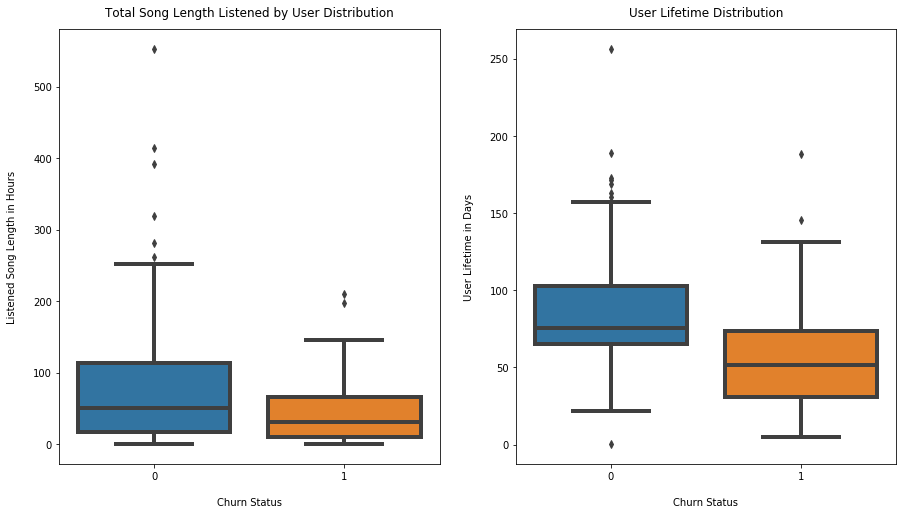 Total Song Length Listened by User Distribution
Listened Song Length in Hours
500
400
300
200
100
0
0 1
Churn Status
User Lifetime Distribution
User Lifetime in Days
250
200
150
100
50
0
0 1
Churn Status